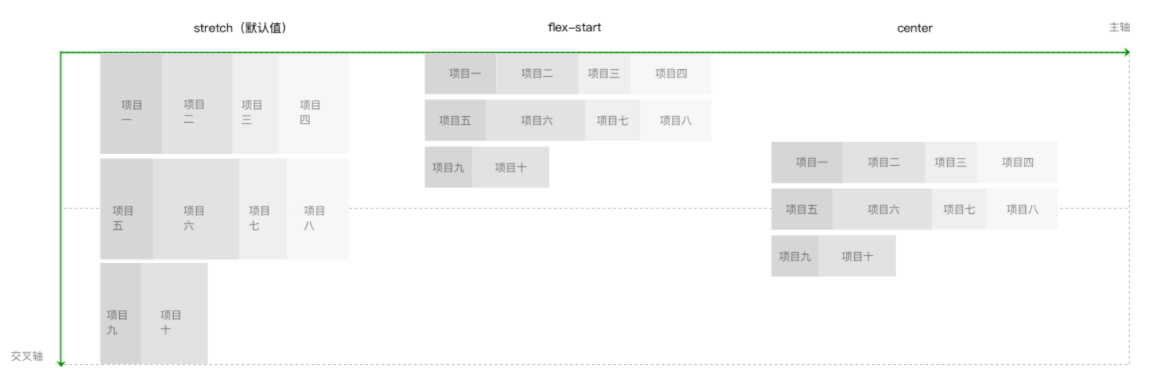 stretch（默认值）
flex-start
center
主轴
项目
一
项目
二
项目
三
项目
四
项目
五
项目
六
项目
七
项目
八
项目
九
项目
十
项目一
项目二
项目三
项目四
项目五
项目六
项目七
项目八
项目九
项目十
项目一
项目二
项目三
项目四
项目五
项目六
项目七
项目八
项目九
项目十
交叉轴